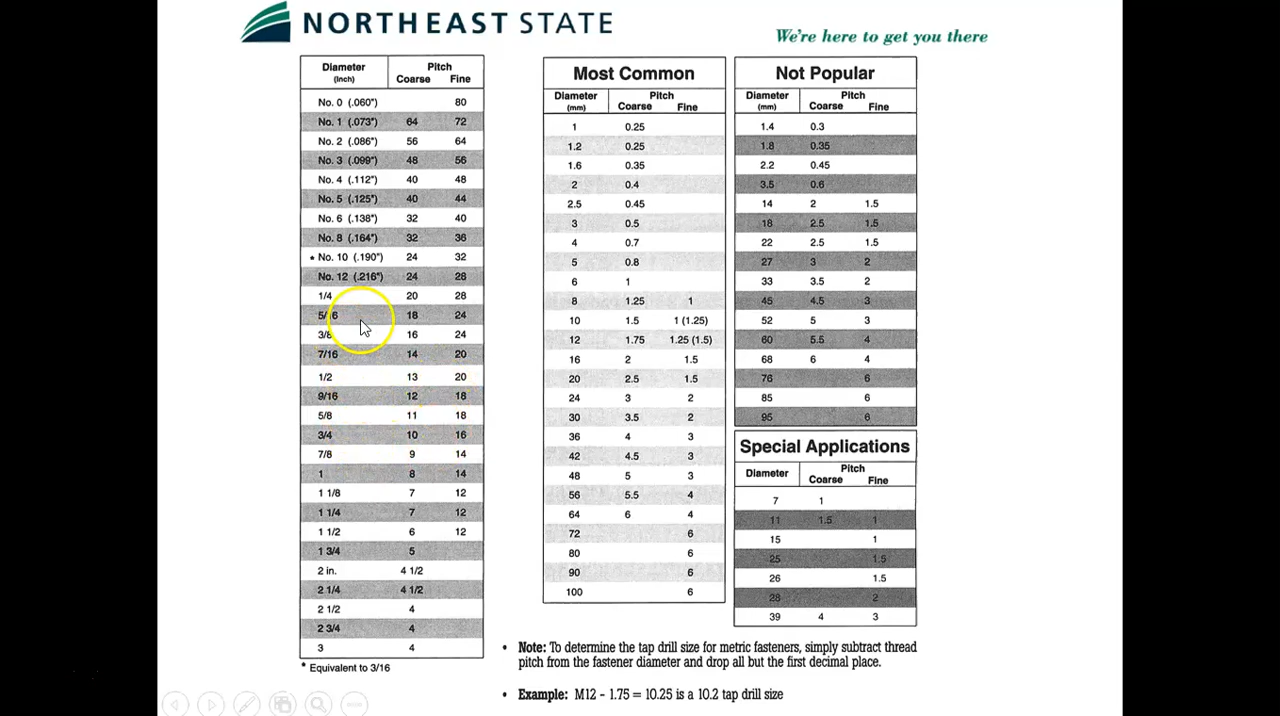 NORTHEAST STATE
We're here to get you there
Diameter Pitch
(Inch) Coarse Fine
No. 0 (.060") 80
No. 1 (.073") 64 72
No. 2 (.086") 56 64
No. 3 (.099") 48 56
No. 4 (.112") 40 48
No. 5 (.125") 40 44
No. 6 (.138") 32 40
No. 8 (.164") 32 36
* No. 10 (.190") 24 32
No. 12 (.216") 24 28
1/4 20 28
5/16 18 24
3/8 16 24
7/16 14 20
1/2 13 20
9/16 12 18
5/8 11 18
3/4 10 16
7/8 9 14
1 8 14
1 1/8 7 12
1 1/4 7 12
1 1/2 6 12
1 3/4 5
2 in. 4 1/2
2 1/4 4 1/2
2 1/2 4
2 3/4 4
3 4
* Equivalent to 3/16
Most Common
Diameter Pitch
(mm) Coarse Fine
1 0.25
1.2 0.25
1.6 0.35
2 0.4
2.5 0.45
3 0.5
4 0.7
5 0.8
6 1
8 1.25 1
10 1.5 1 (1.25)
12 1.75 1.25 (1.5)
16 2 1.5
20 2.5 1.5
24 3 2
30 3.5 2
36 4 3
42 4.5 3
48 5 3
56 5.5 4
64 6 4
72 6
80 6
90 6
100 6
Not Popular
Diameter Pitch
(mm) Coarse Fine
1.4 0.3
1.8 0.35
2.2 0.45
3.5 0.6
14 2 1.5
18 2.5 1.5
22 2.5 1.5
27 3 2
33 3.5 2
45 4.5 3
52 5 3
60 5.5 4
68 6 4
76 6
85 6
95 6
Special Applications
Diameter Pitch
Coarse Fine
7 1
11 1.5 1
15 1
25 1.5
26 1.5
28 2
39 4 3
• Note: To determine the tap drill size for metric fasteners, simply subtract thread
pitch from the fastener diameter and drop all but the first decimal place.
• Example: M12 - 1.75 = 10.25 is a 10.2 tap drill size